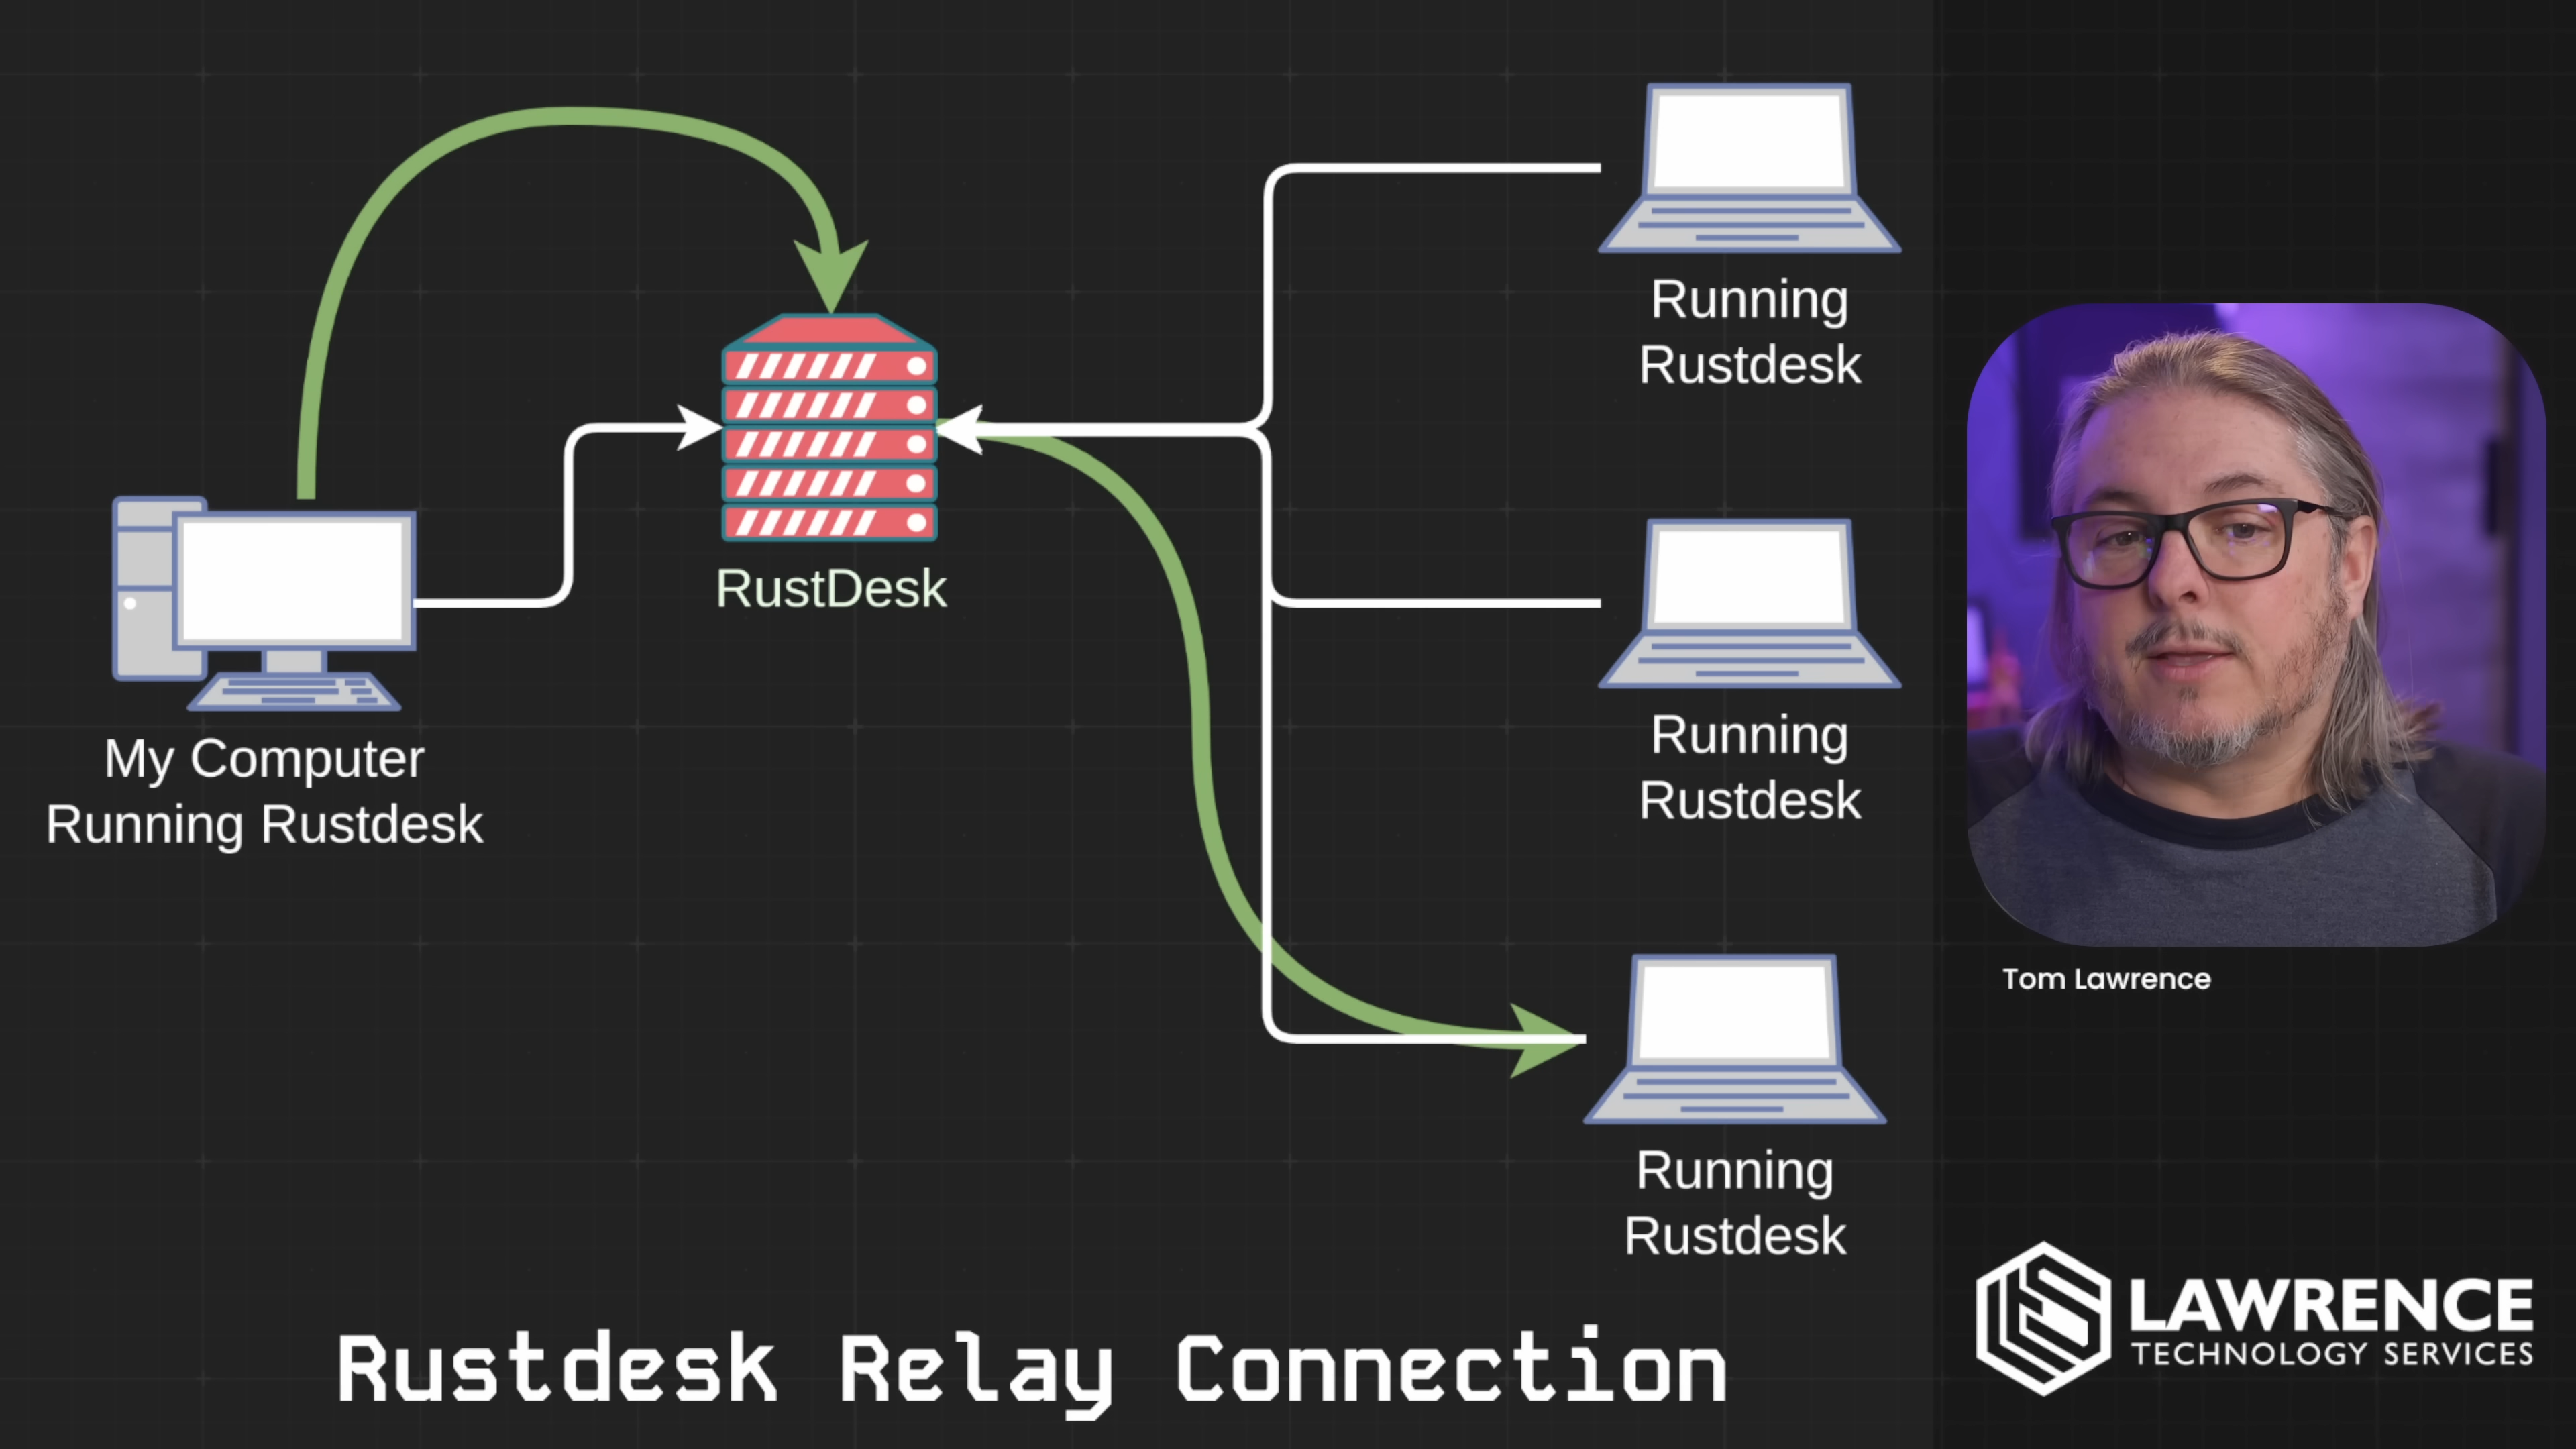 Running
Rustdesk
RustDesk
My Computer
Running Rustdesk
Running
Rustdesk
Tom Lawrence
Running
Rustdesk
Rustdesk Relay Connection
LAWRENCE
TECHNOLOGY SERVICES